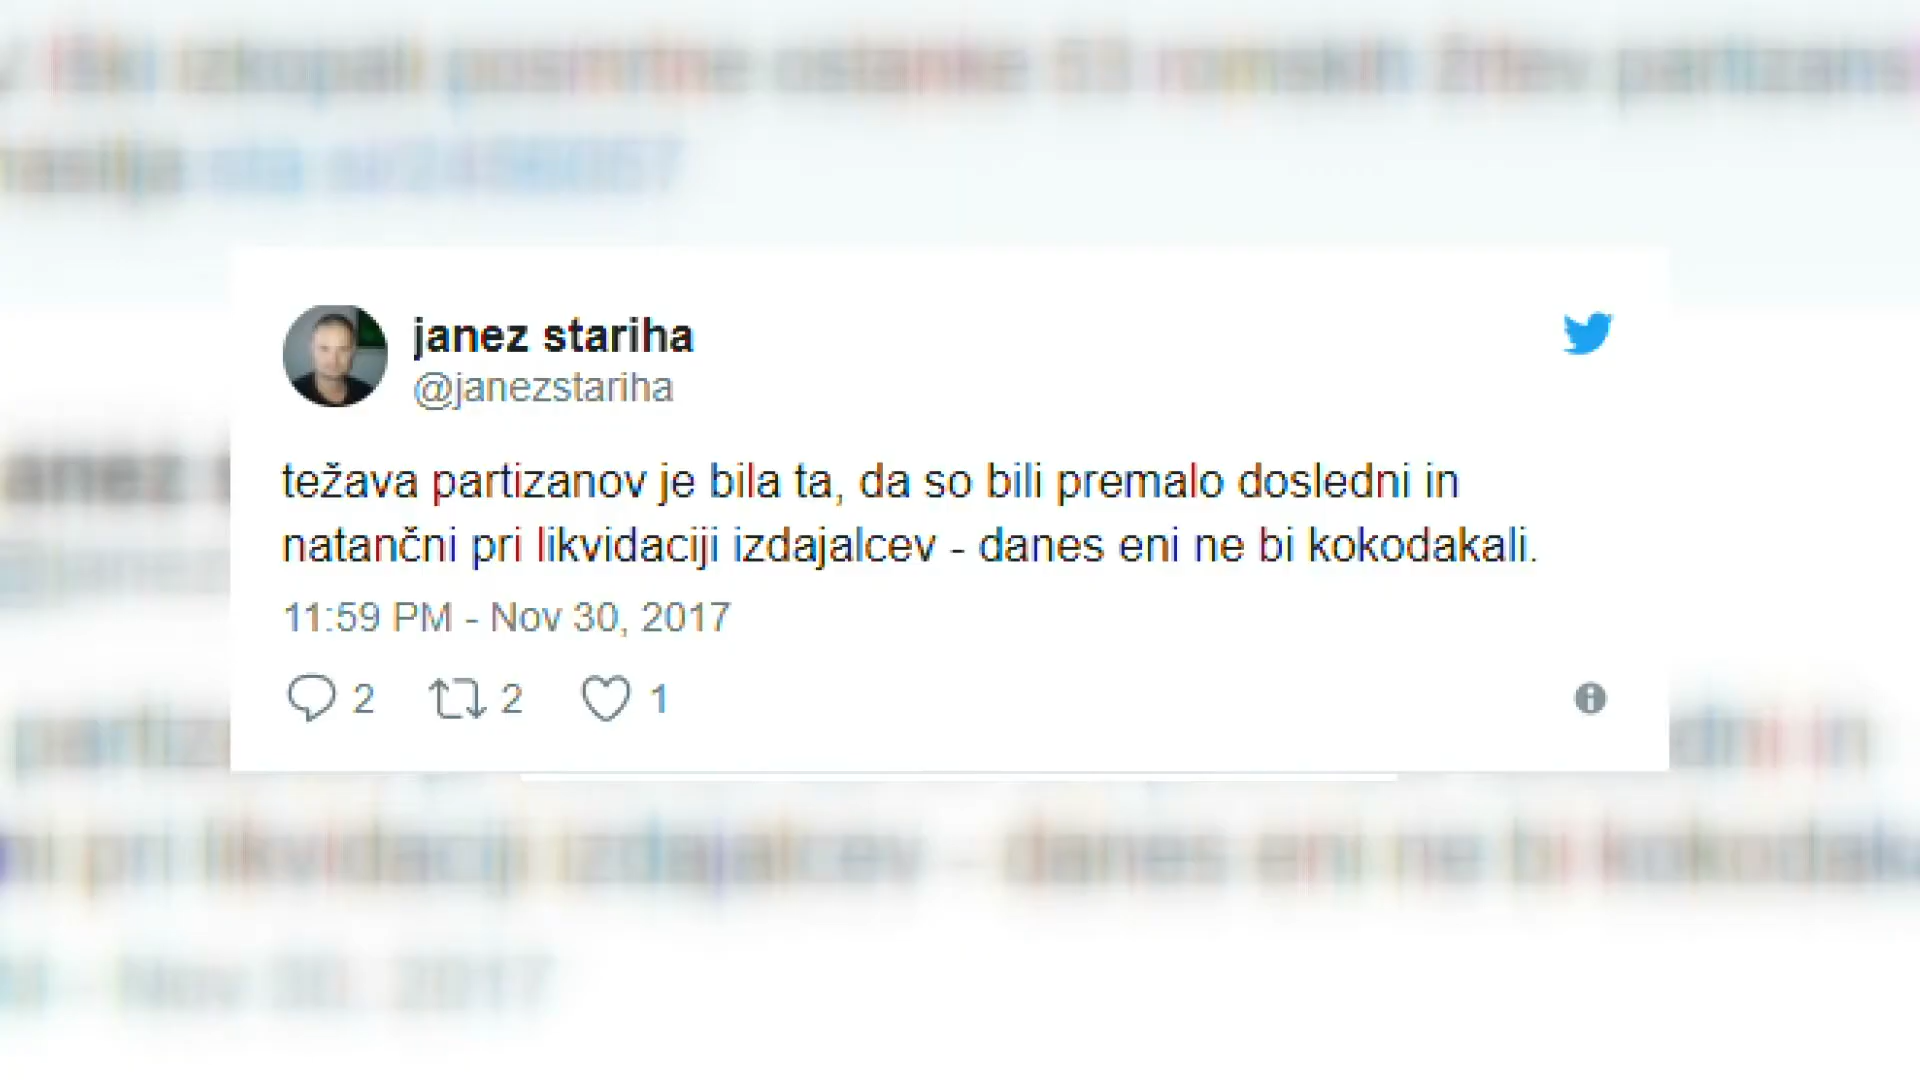 janez stariha
@janezstariha
težava partizanov je bila ta, da so bili premalo dosledni in
natančni pri likvidaciji izdajalcev - danes eni ne bi kokodakali.
11:59 PM - Nov 30, 2017
2 2 1